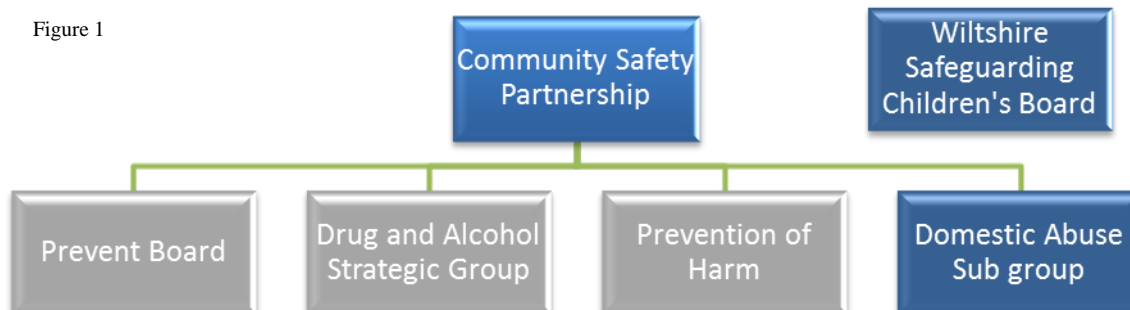 Figure 1
Community Safety
Partnership
Wiltshire
Safeguarding
Children's Board
Prevent Board
Drug and Alcohol
Strategic Group
Prevention of
Harm
Domestic Abuse
Sub group